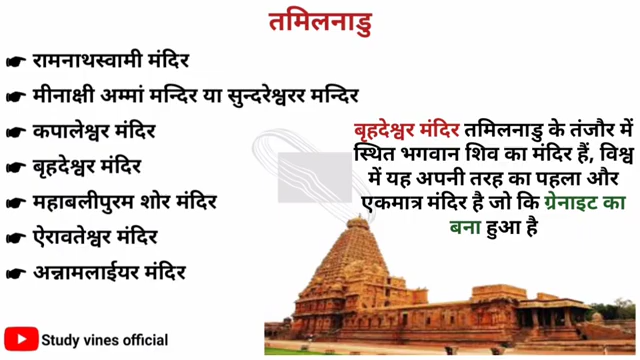 तमिलनाडु
☛ रामनाथस्वामी मंदिर
☛ मीनाक्षी अम्मां मन्दिर या सुन्दरेश्वरर मन्दिर
☛ कपालेश्वर मंदिर
☛ बृहदेश्वर मंदिर
☛ महाबलीपुरम शोर मंदिर
☛ ऐरावतेश्वर मंदिर
☛ अन्नामलाईयर मंदिर
बृहदेश्वर मंदिर तमिलनाडु के तंजौर में
स्थित भगवान शिव का मंदिर हैं, विश्व
में यह अपनी तरह का पहला और
एकमात्र मंदिर है जो कि ग्रेनाइट का
बना हुआ है
Study vines official